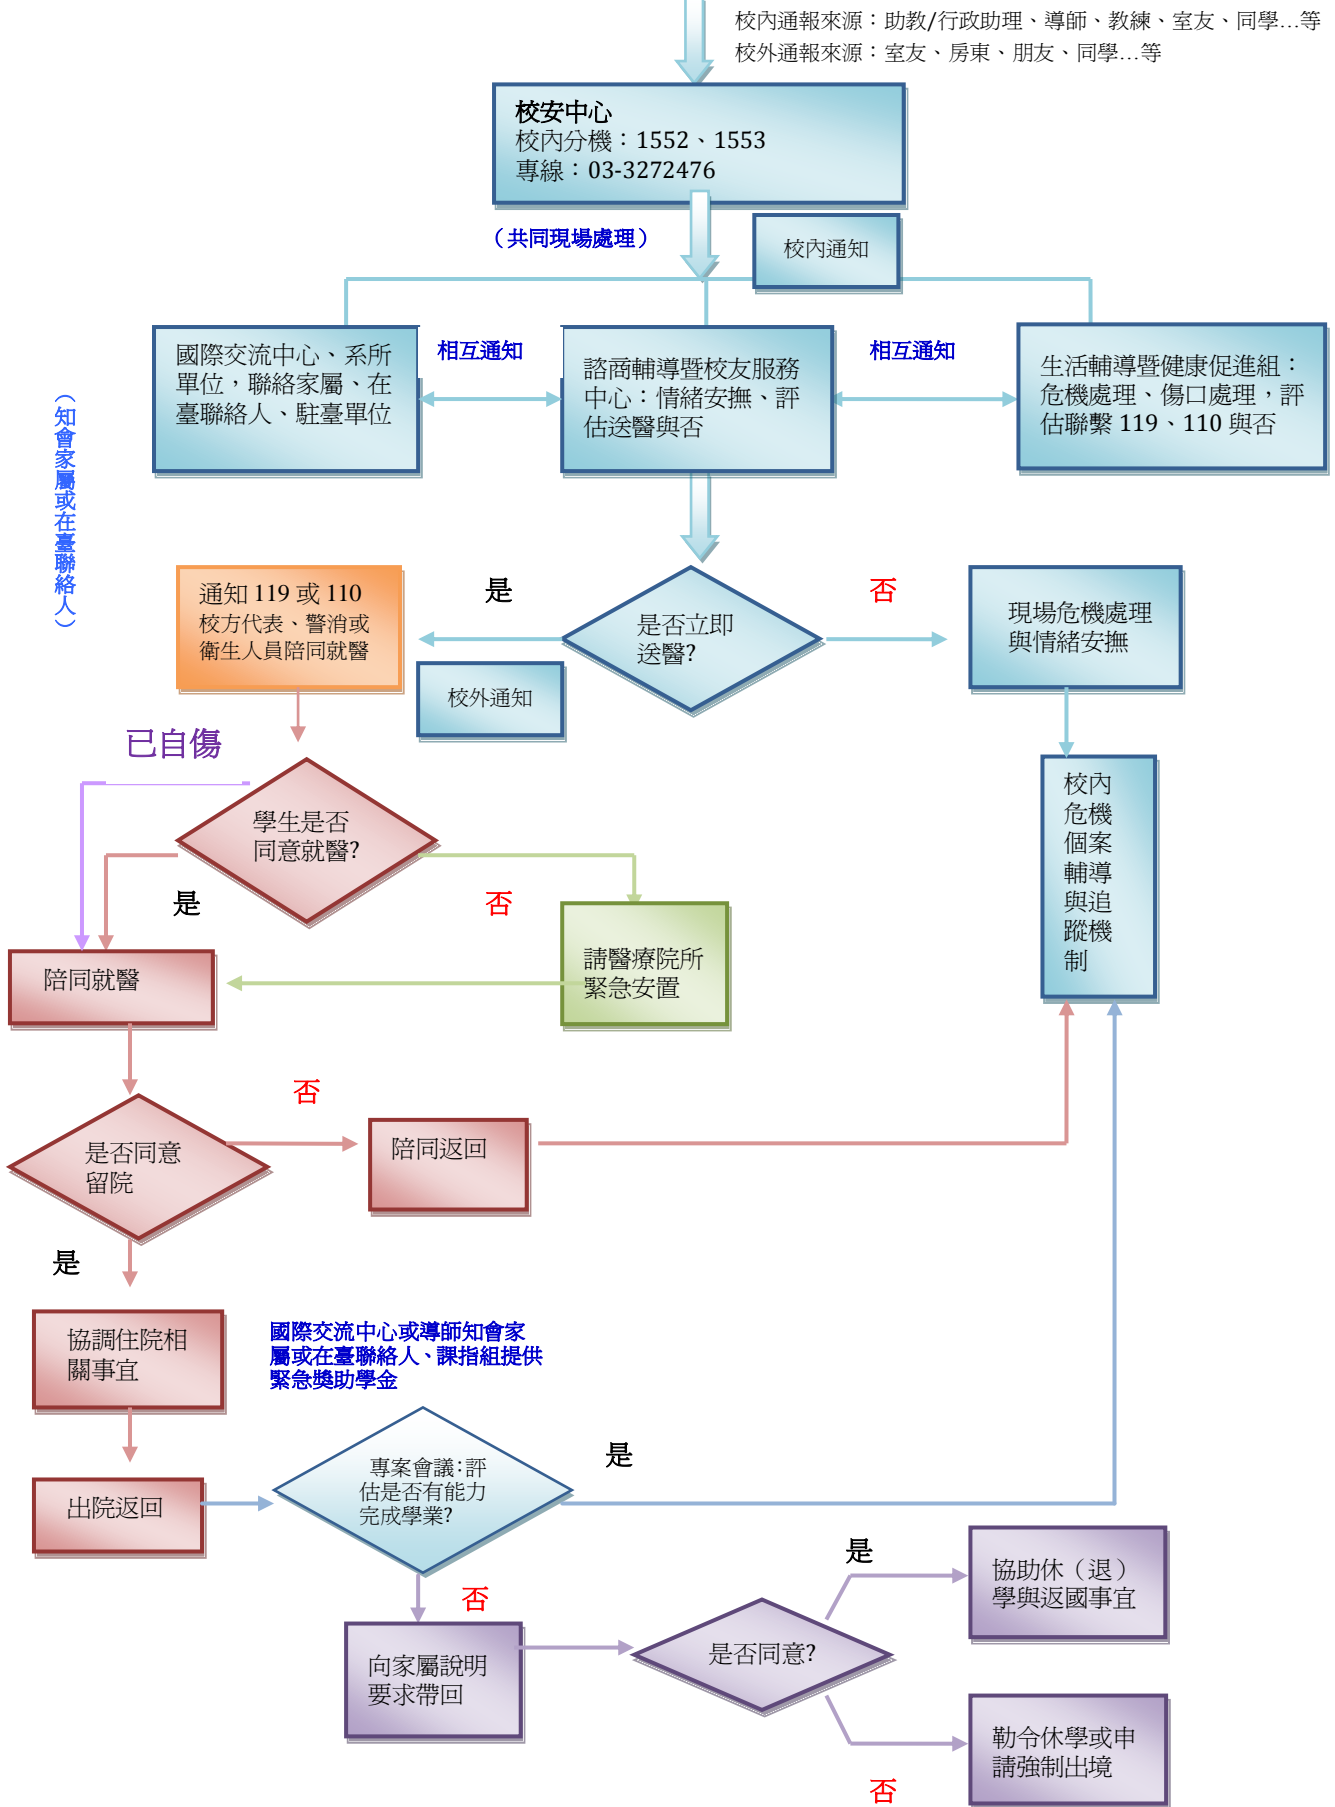 校內通報來源：助教/行政助理、導師、教練、室友、同學…等
校外通報來源：室友、房東、朋友、同學…等
校安中心
校內分機：1552、1553
專線：03-3272476
（共同現場處理）
校內通知
國際交流中心、系所
單位，聯絡家屬、在
臺聯絡人、駐臺單位
相互通知
諮商輔導暨校友服務
中心：情緒安撫、評
估送醫與否
相互通知
生活輔導暨健康促進組：
危機處理、傷口處理，評
估聯繫 119、110 與否
（知會家屬或在臺聯絡人）
通知 119 或 110
校方代表、警消或
衛生人員陪同就醫
是
是否立即
送醫?
否
現場危機處理
與情緒安撫
校外通知
已自傷
學生是否
同意就醫?
是
否
校內
危機
個案
輔導
與追
蹤機
制
陪同就醫
請醫療院所
緊急安置
否
是否同意
留院
陪同返回
是
協調住院相
關事宜
國際交流中心或導師知會家
屬或在臺聯絡人、課指組提供
緊急獎助學金
出院返回
專案會議:評
估是否有能力
完成學業?
是
否
向家屬說明
要求帶回
是否同意?
是
協助休（退）
學與返國事宜
勒令休學或申
請強制出境
否